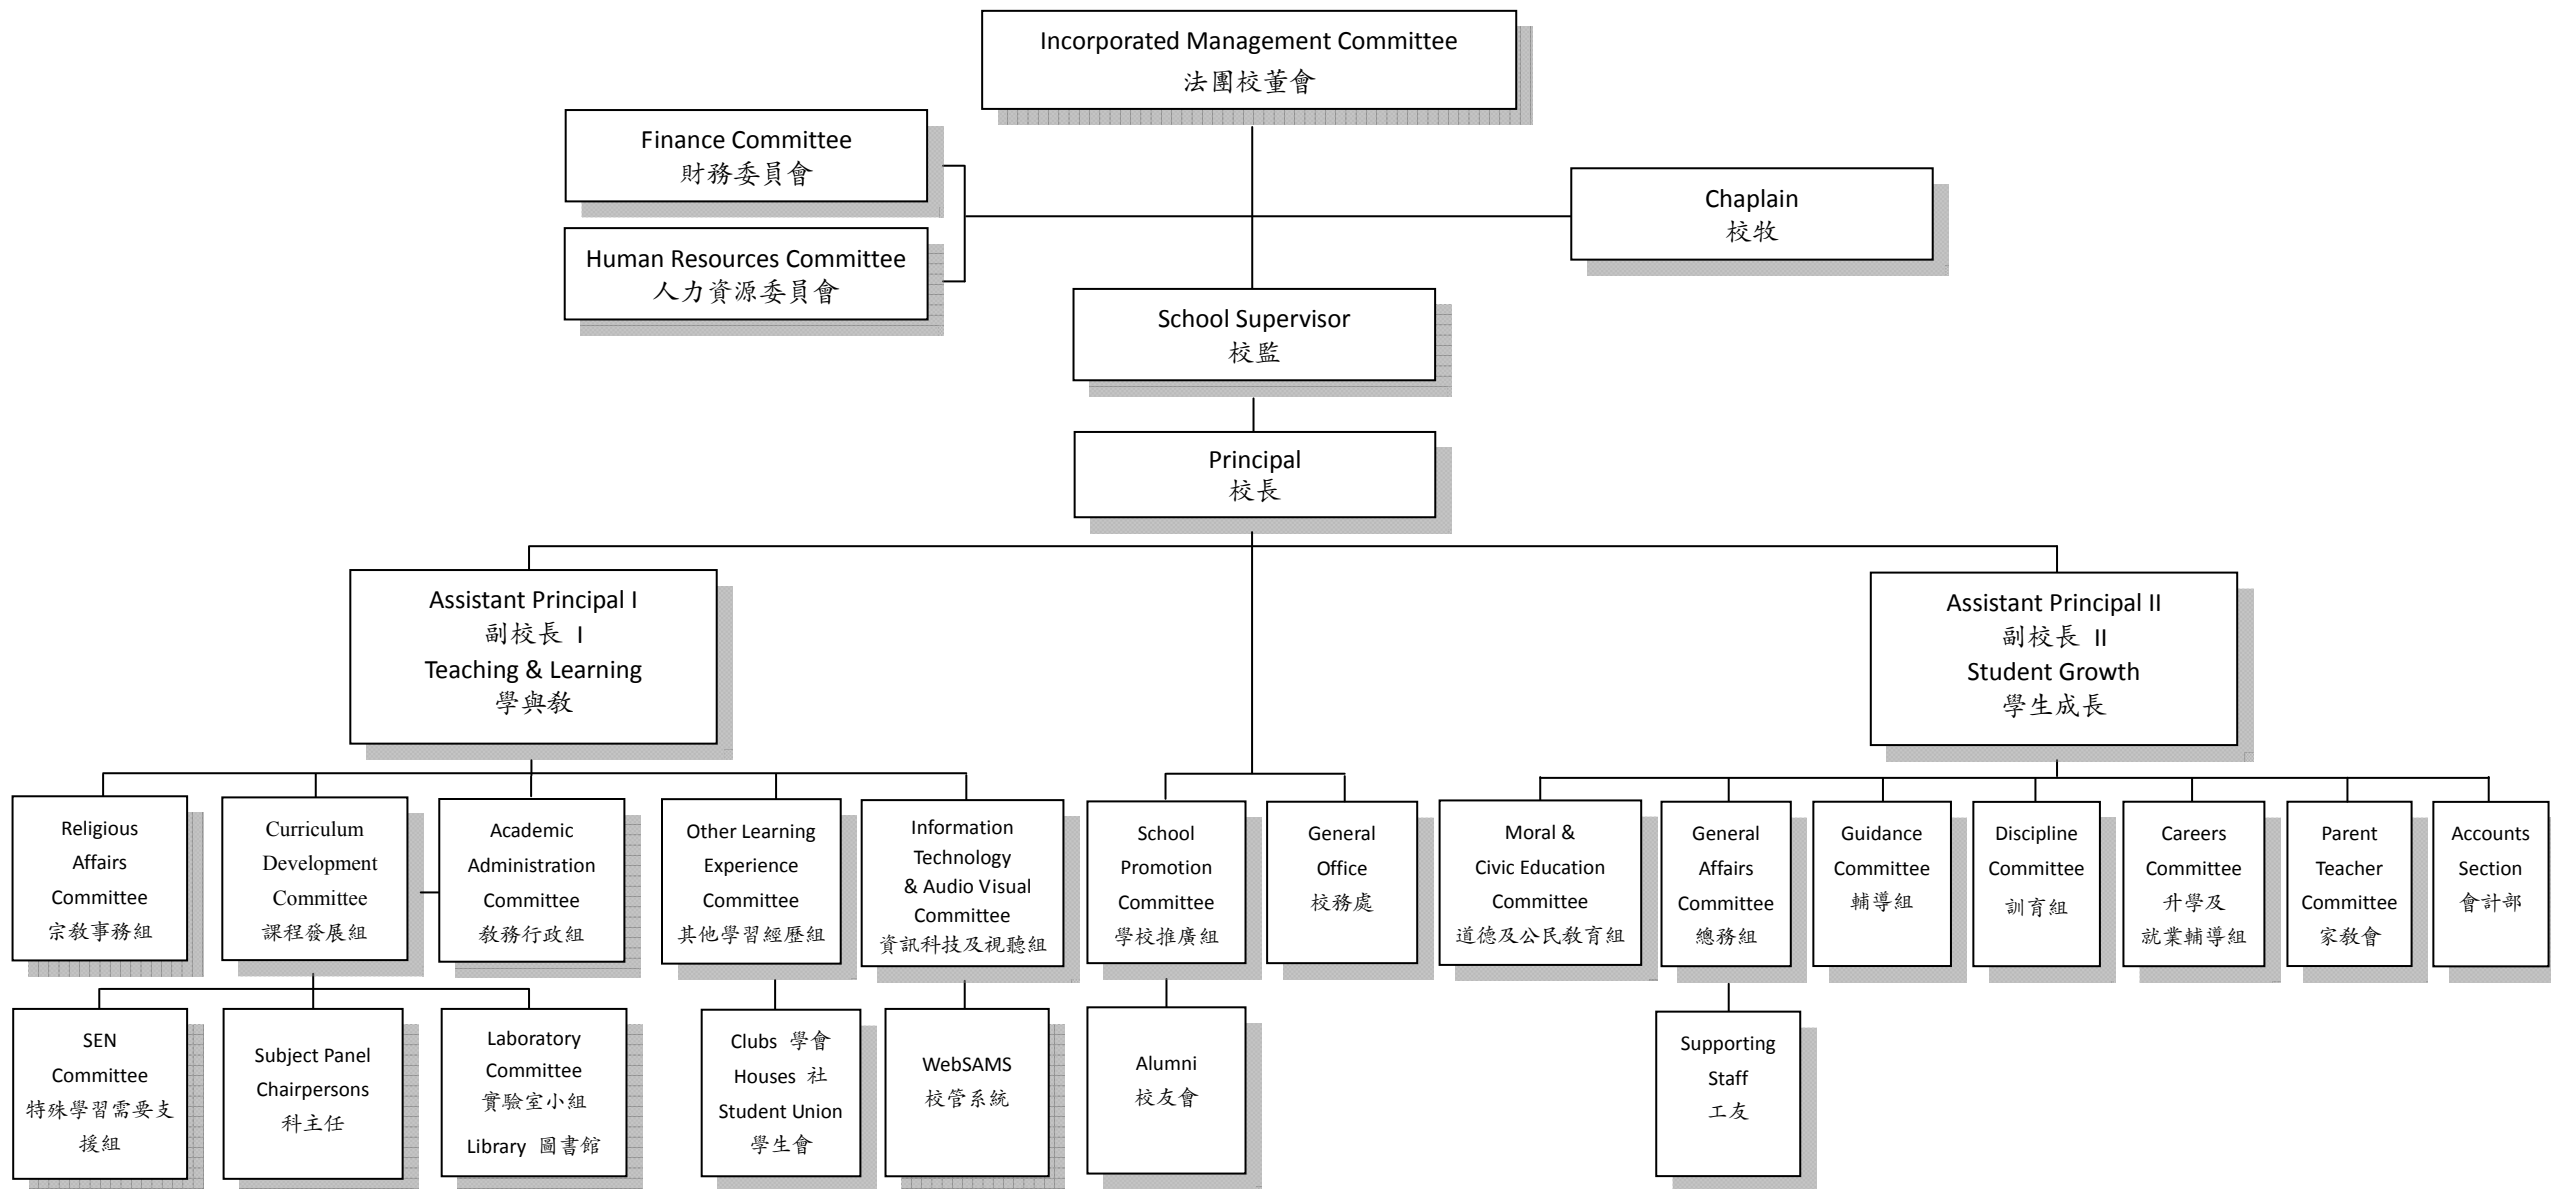 Incorporated Management Committee
法團校董會
Finance Committee
財務委員會
Chaplain
校牧
Human Resources Committee
人力資源委員會
School Supervisor
校監
Principal
校長
Assistant Principal I
副校長 I
Teaching & Learning
學與教
Assistant Principal II
副校長 II
Student Growth
學生成長
Religious
Affairs
Committee
宗教事務組
Curriculum
Development
Committee
課程發展組
Academic
Administration
Committee
教務行政組
Other Learning
Experience
Committee
其他學習經歷組
Information
Technology
& Audio Visual
Committee
資訊科技及視聽組
School
Promotion
Committee
學校推廣組
General
Office
校務處
Moral &
Civic Education
Committee
道德及公民教育組
General
Affairs
Committee
總務組
Guidance
Committee
輔導組
Discipline
Committee
訓育組
Careers
Committee
升學及
就業輔導組
Parent
Teacher
Committee
家教會
Accounts
Section
會計部
SEN
Committee
特殊學習需要支
援組
Subject Panel
Chairpersons
科主任
Laboratory
Committee
實驗室小組
Library 圖書館
Clubs 學會
Houses 社
Student Union
學生會
WebSAMS
校管系統
Alumni
校友會
Supporting
Staff
工友